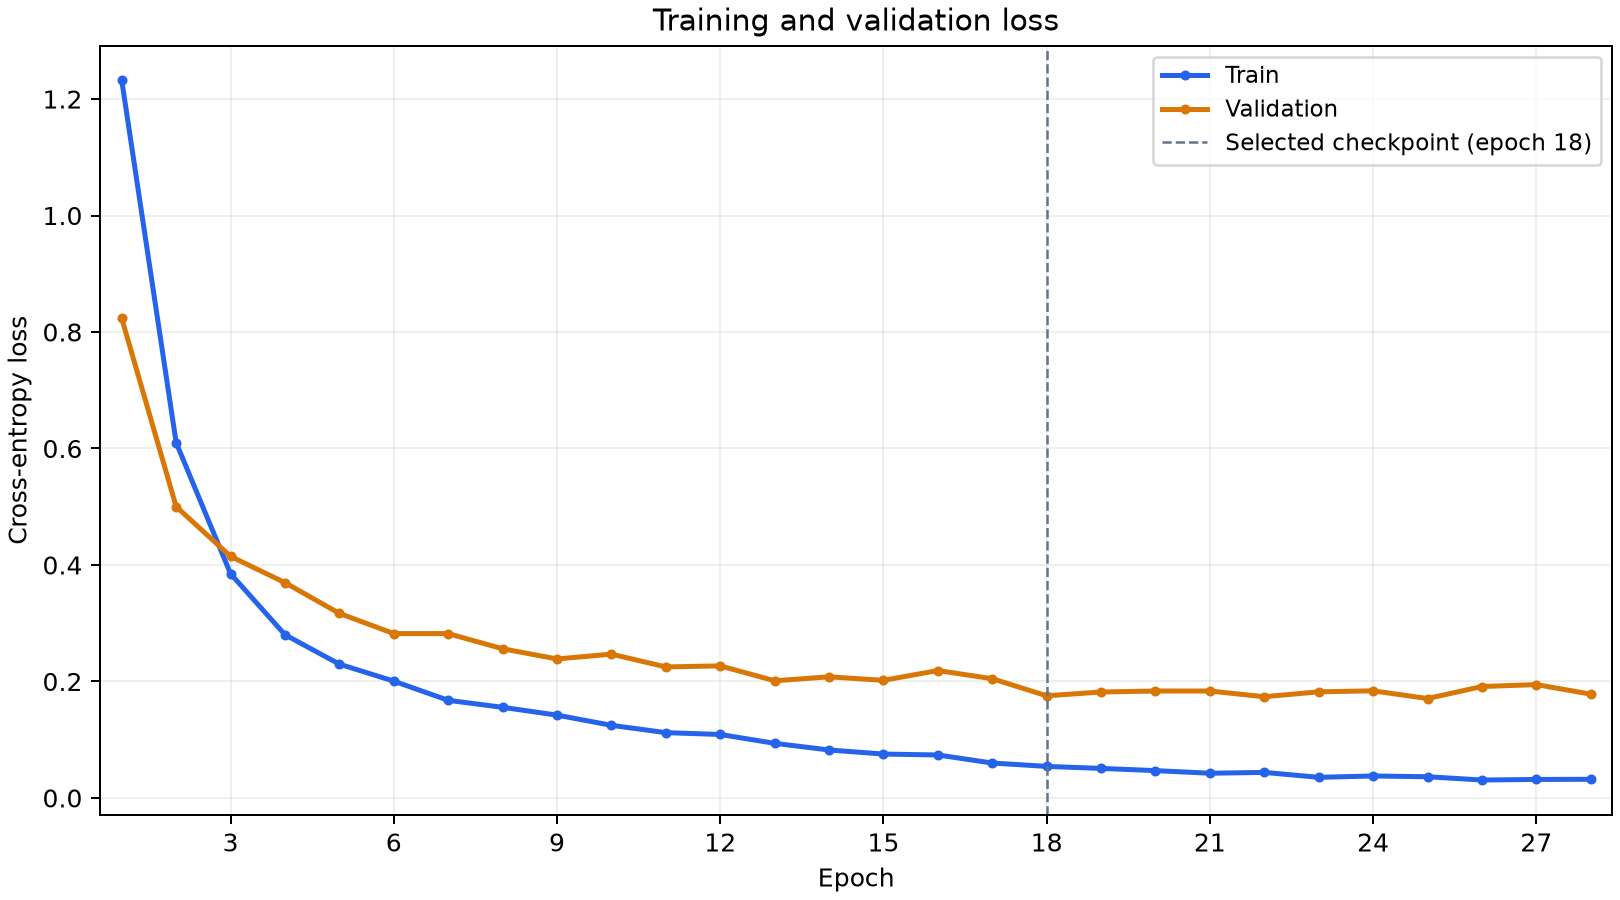 Training and validation loss
Train
Validation
Selected checkpoint (epoch 18)
Cross-entropy loss
1.2
1.0
0.8
0.6
0.4
0.2
0.0
3 6 9 12 15 18 21 24 27
Epoch